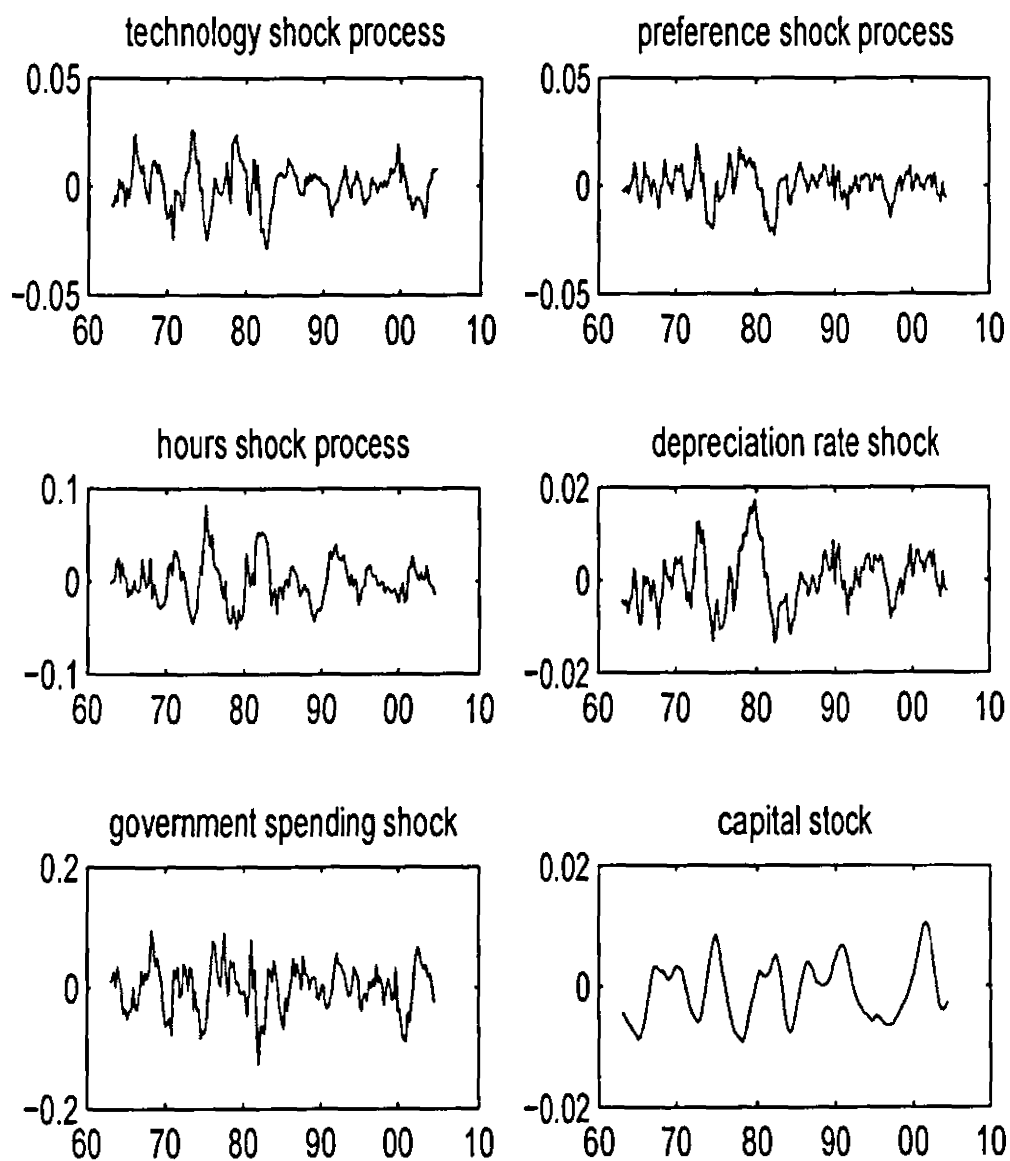 technology shock process
0.05
0
−0.05
60 70 80 90 00 10
preference shock process
0.05
0
−0.05
60 70 80 90 00 10
hours shock process
0.1
0
−0.1
60 70 80 90 00 10
depreciation rate shock
0.02
0
−0.02
60 70 80 90 00 10
government spending shock
0.2
0
−0.2
60 70 80 90 00 10
capital stock
0.02
0
−0.02
60 70 80 90 00 10